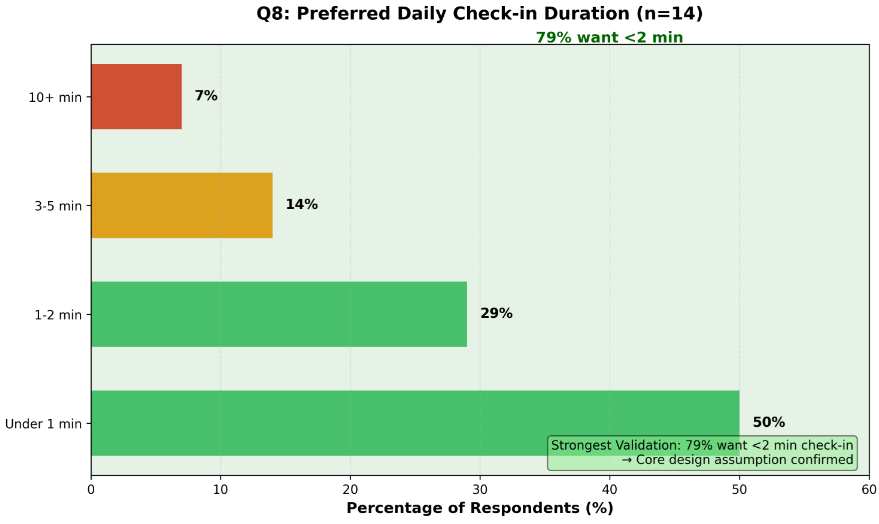 Q8: Preferred Daily Check-in Duration (n=14)
79% want <2 min
10+ min
7%
3-5 min
14%
1-2 min
29%
Under 1 min
50%
Strongest Validation: 79% want <2 min check-in
→ Core design assumption confirmed
0 10 20 30 40 50 60
Percentage of Respondents (%)